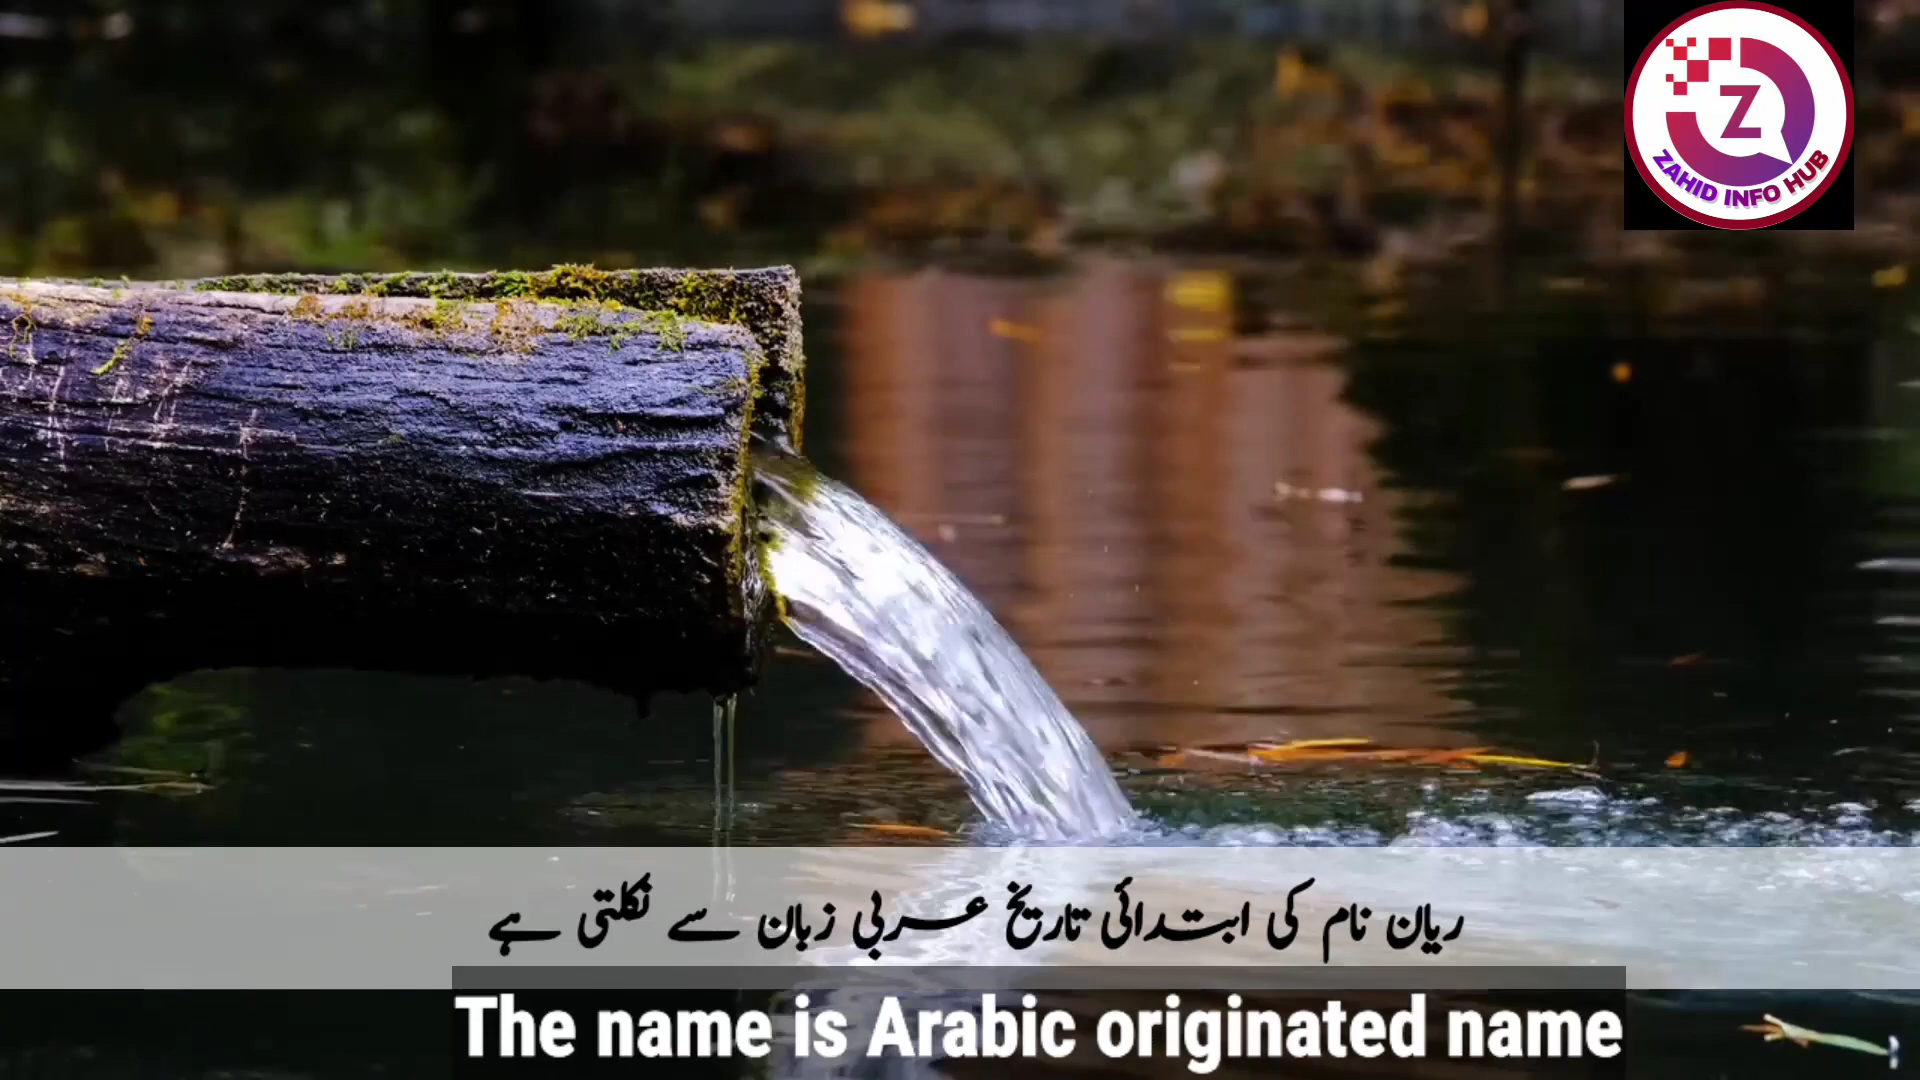 Z
ZAHID INFO HUB
ریان نام کی ابتدائی تاریخ عربی زبان سے نکلتی ہے
The name is Arabic originated name